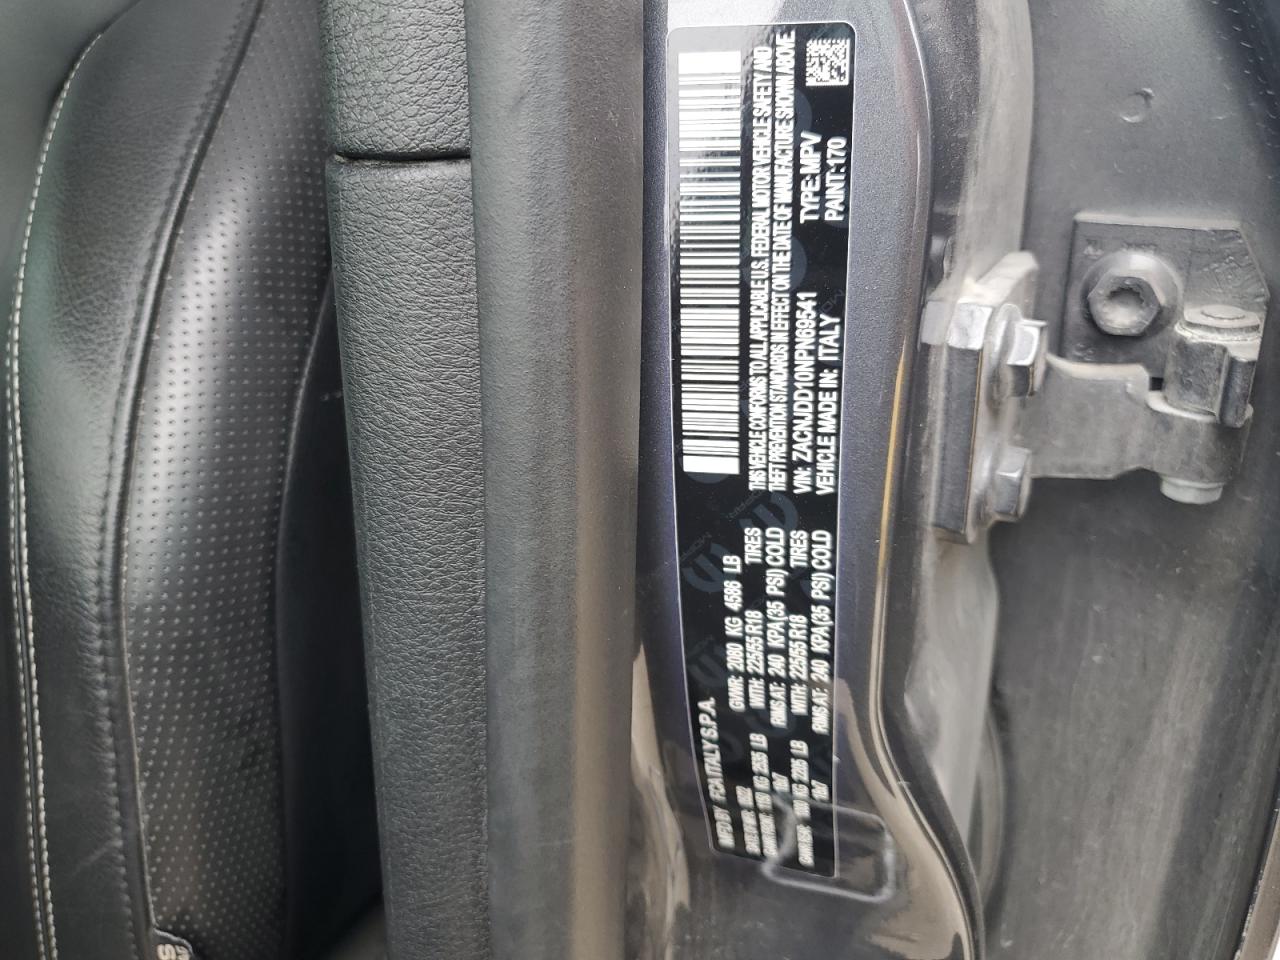 MFD BY FCA ITALY S.P.A.
GVWR: 2080 KG 4586 LB
LB WITH: 225/55 R18 TIRES
RIMS AT: 240 KPA (35 PSI) COLD
LB WITH: 225/55 R18 TIRES
RIMS AT: 240 KPA (35 PSI) COLD
THIS VEHICLE CONFORMS TO ALL APPLICABLE U.S. FEDERAL MOTOR VEHICLE SAFETY AND
THEFT PREVENTION STANDARDS IN EFFECT ON THE DATE OF MANUFACTURE SHOWN ABOVE.
VIN: ZACNJDD10NPN69541 TYPE: MPV
VEHICLE MADE IN: ITALY PAINT: 170
MOPAR